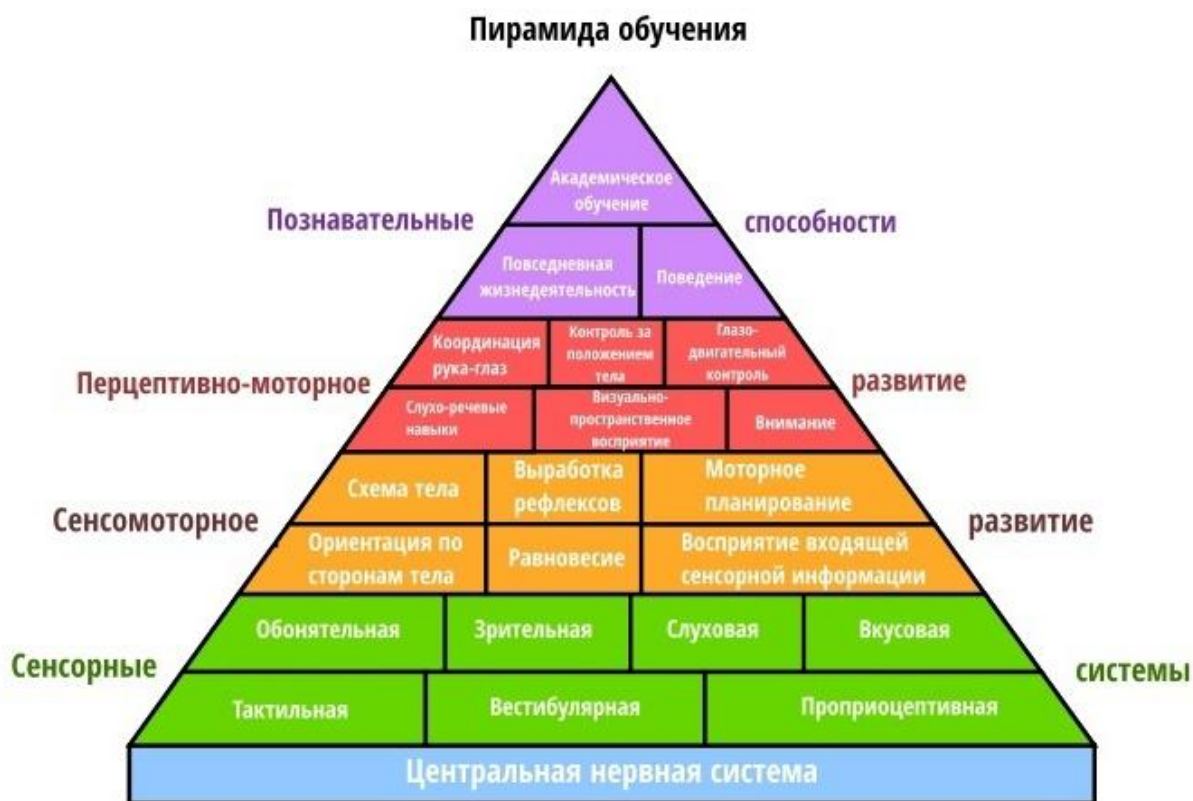 Пирамида обучения
Академическое
обучение
Познавательные
способности
Повседневная
жизнедеятельность
Поведение
Координация
рука-глаз
Контроль за
положением
тела
Глазо-
двигательный
контроль
Перцептивно-моторное
развитие
Слухо-речевые
навыки
Визуально-
пространственное
восприятие
Внимание
Схема тела
Выработка
рефлексов
Моторное
планирование
Сенсомоторное
развитие
Ориентация по
сторонам тела
Равновесие
Восприятие входящей
сенсорной информации
Обонятельная
Зрительная
Слуховая
Вкусовая
Сенсорные
системы
Тактильная
Вестибулярная
Проприоцептивная
Центральная нервная система